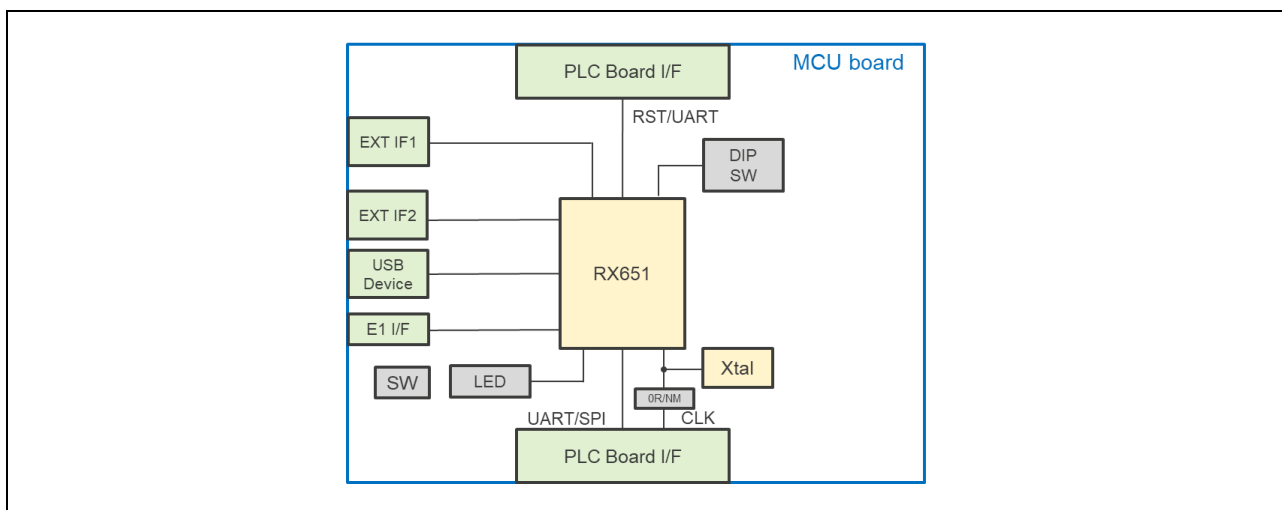 PLC Board I/F
MCU board
RST/UART
EXT IF1
DIP
SW
EXT IF2
USB
Device
RX651
E1 I/F
Xtal
SW
LED
0R/NM
UART/SPI
CLK
PLC Board I/F